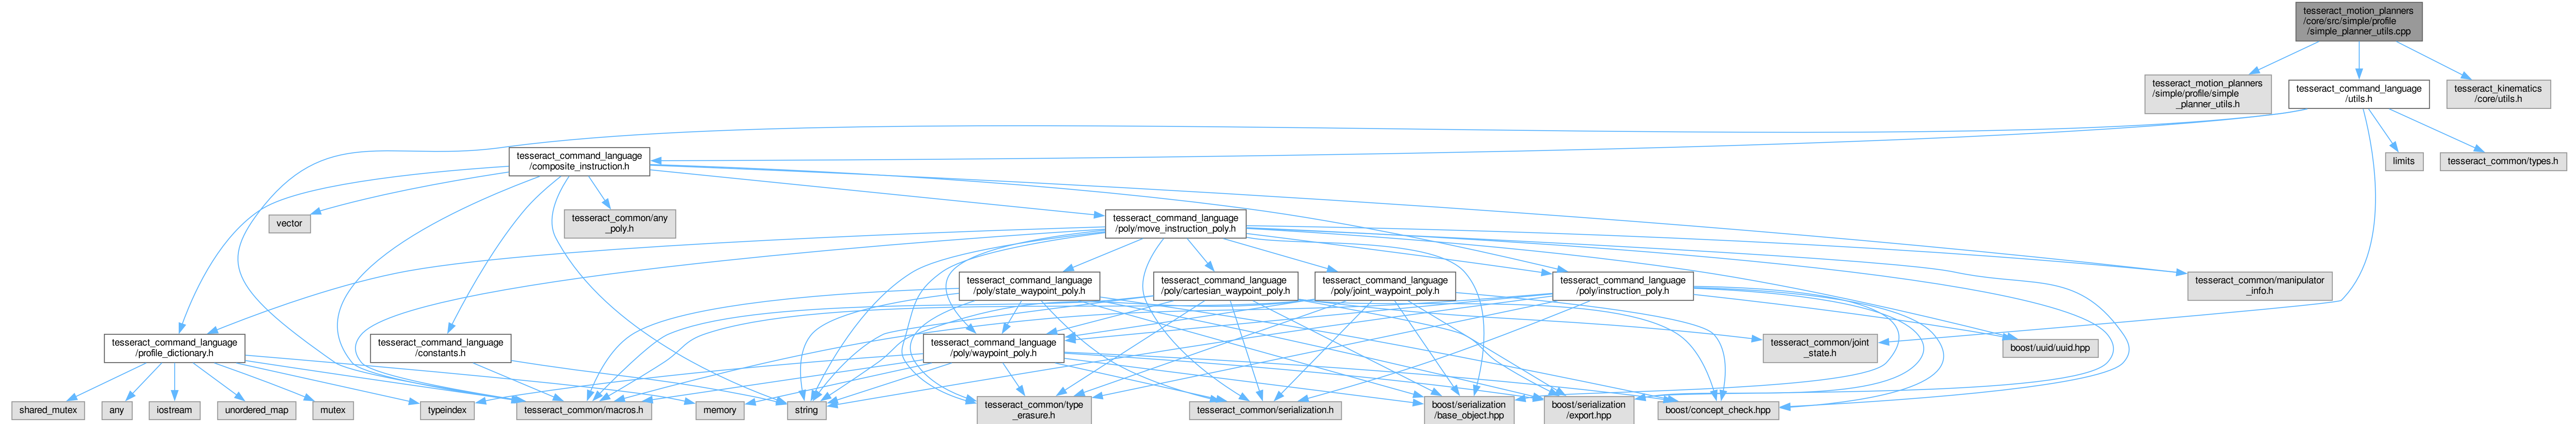 tesseract_motion_planners
/core/src/simple/profile
/simple_planner_utils.cpp
tesseract_motion_planners
/simple/profile/simple
_planner_utils.h
tesseract_command_language
/utils.h
tesseract_kinematics
/core/utils.h
tesseract_command_language
/composite_instruction.h
limits
tesseract_common/types.h
vector
tesseract_common/any
_poly.h
tesseract_command_language
/poly/move_instruction_poly.h
tesseract_command_language
/poly/state_waypoint_poly.h
tesseract_command_language
/poly/cartesian_waypoint_poly.h
tesseract_command_language
/poly/joint_waypoint_poly.h
tesseract_command_language
/poly/instruction_poly.h
tesseract_common/manipulator
_info.h
tesseract_command_language
/profile_dictionary.h
tesseract_command_language
/constants.h
tesseract_command_language
/poly/waypoint_poly.h
tesseract_common/joint
_state.h
boost/uuid/uuid.hpp
shared_mutex
any
iostream
unordered_map
mutex
typeindex
tesseract_common/macros.h
memory
string
tesseract_common/type
_erasure.h
tesseract_common/serialization.h
boost/serialization
/base_object.hpp
boost/serialization
/export.hpp
boost/concept_check.hpp